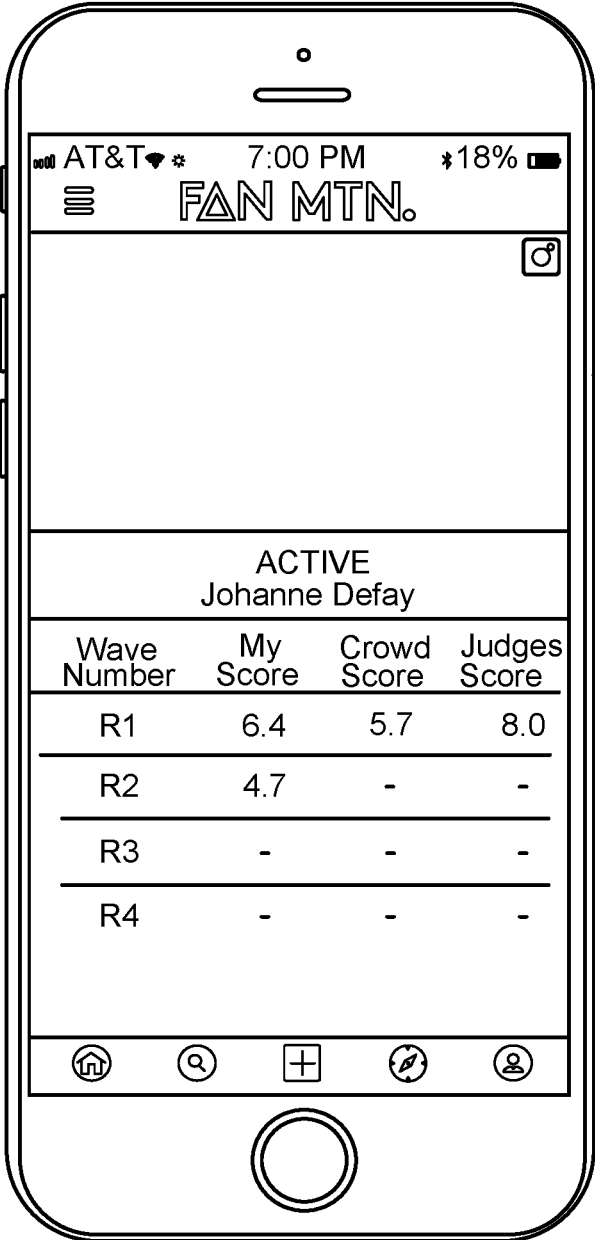 AT&T 7:00 PM 18%
FAN MTN.
ACTIVE
Johanne Defay
Wave Number My Score Crowd Score Judges Score
R1 6.4 5.7 8.0
R2 4.7 - -
R3 - - -
R4 - - -